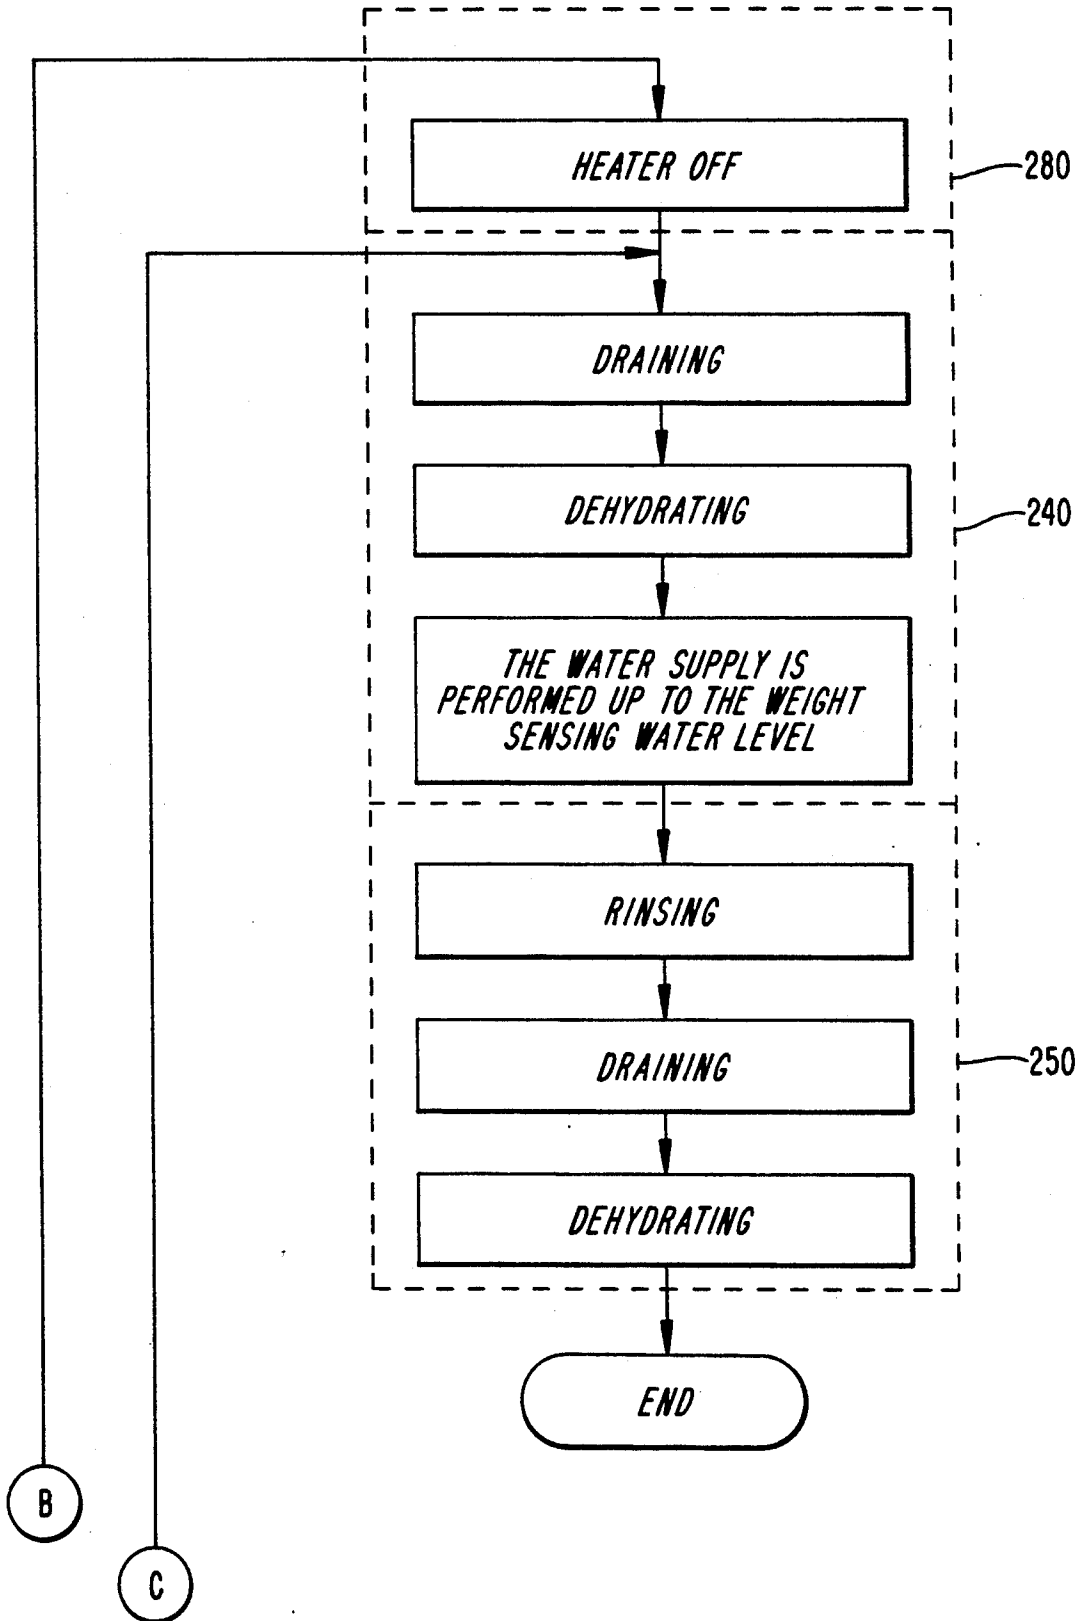 HEATER OFF
280
DRAINING
DEHYDRATING
240
THE WATER SUPPLY IS
PERFORMED UP TO THE WEIGHT
SENSING WATER LEVEL
RINSING
DRAINING
250
DEHYDRATING
END
B
C